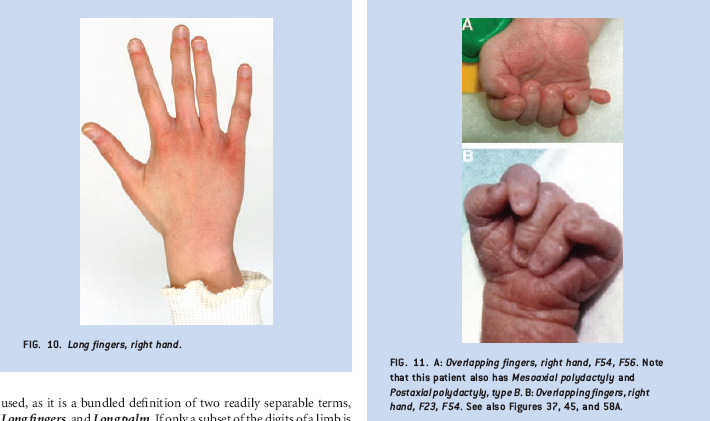 FIG. 10. Long fingers, right hand.
used, as it is a bundled definition of two readily separable terms,
Long fingers, and Long palm. If only a subset of the digits of a limb is
A
B
FIG. 11. A: Overlapping fingers, right hand, F54, F56. Note
that this patient also has Mesoaxial polydactyly and
Postaxial polydactyly, type B. B: Overlapping fingers, right
hand, F23, F54. See also Figures 37, 45, and 58A.